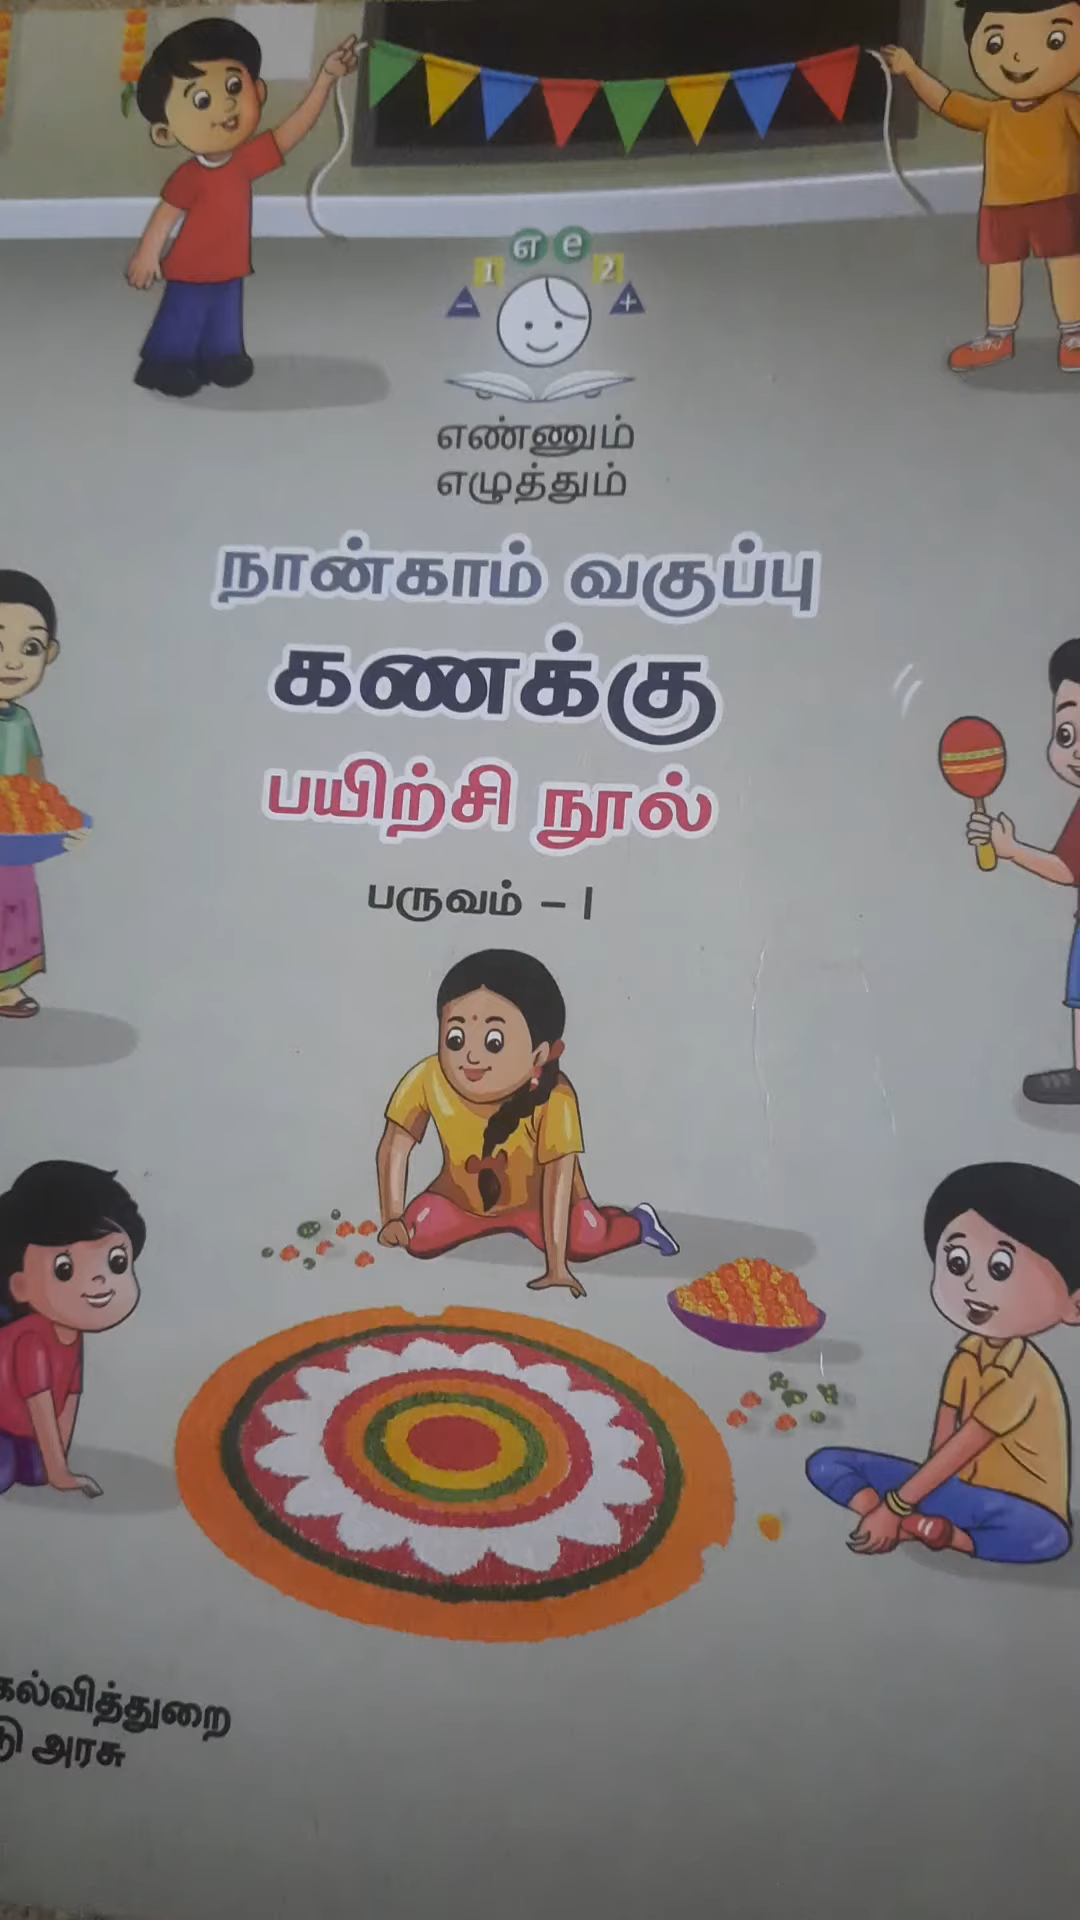 எ e
1 2
– +
எண்ணும்
எழுத்தும்
நான்காம் வகுப்பு
கணக்கு
பயிற்சி நூல்
பருவம் – I
கல்வித்துறை
டு அரசு